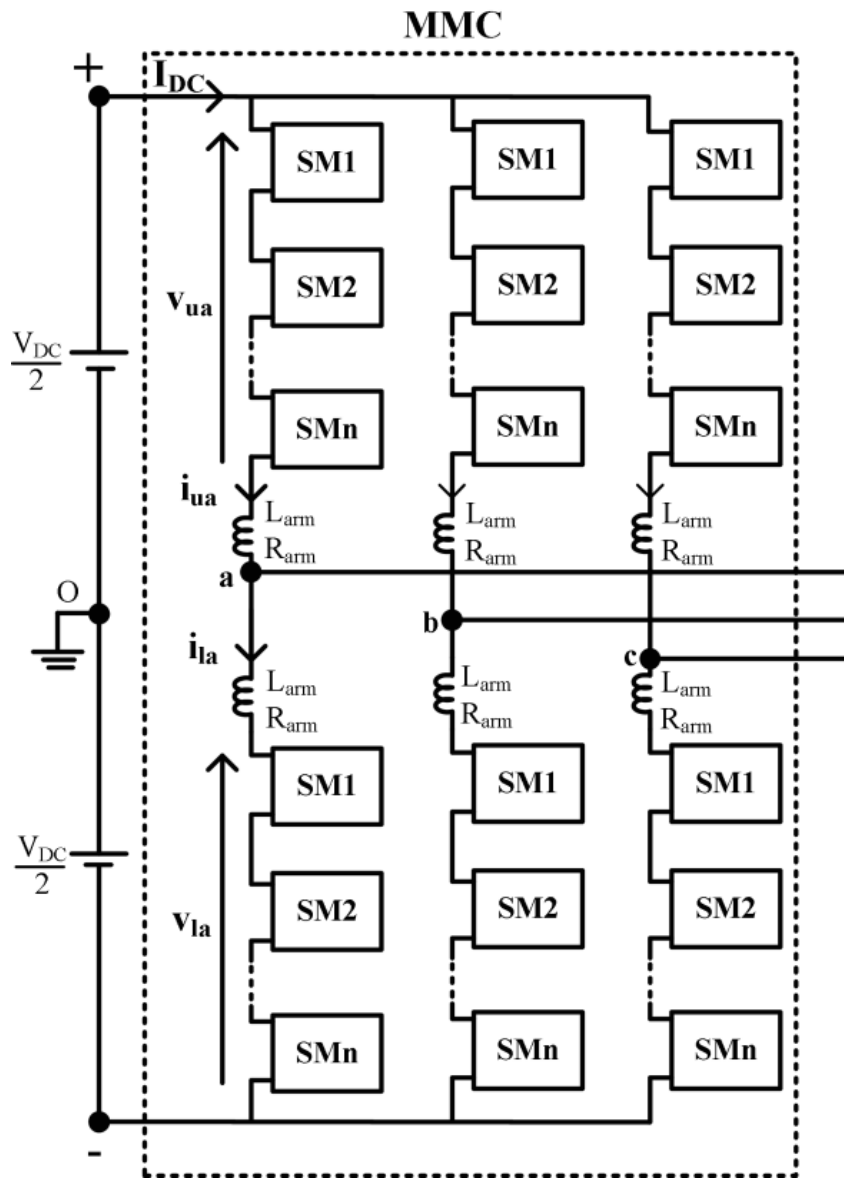 MMC
+
I_DC
SM1 SM1 SM1
SM2 SM2 SM2
v_ua
V_DC
2
SMn SMn SMn
i_ua
L_arm L_arm L_arm
R_arm R_arm R_arm
a
O
b
i_la
c
L_arm L_arm L_arm
R_arm R_arm R_arm
SM1 SM1 SM1
V_DC
2
v_la
SM2 SM2 SM2
SMn SMn SMn
-